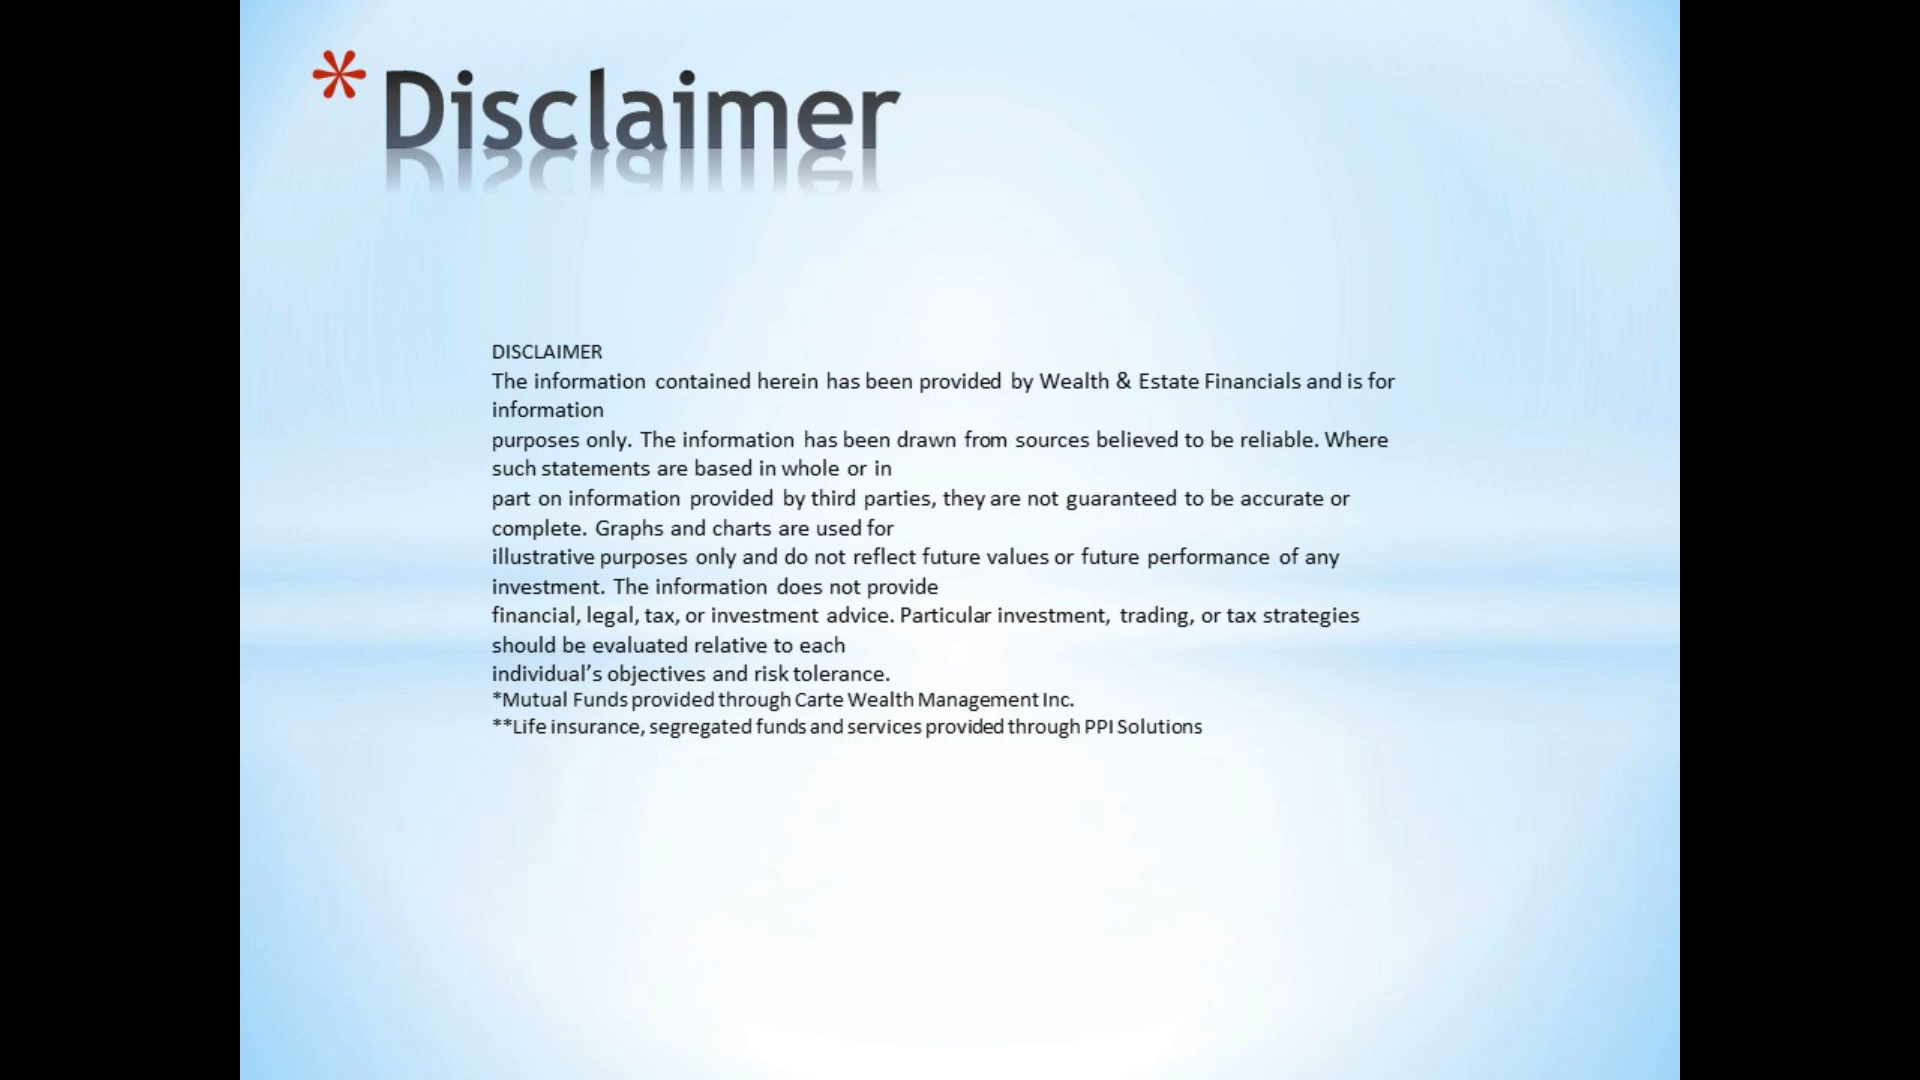 * Disclaimer
DISCLAIMER
The information contained herein has been provided by Wealth & Estate Financials and is for
information
purposes only. The information has been drawn from sources believed to be reliable. Where
such statements are based in whole or in
part on information provided by third parties, they are not guaranteed to be accurate or
complete. Graphs and charts are used for
illustrative purposes only and do not reflect future values or future performance of any
investment. The information does not provide
financial, legal, tax, or investment advice. Particular investment, trading, or tax strategies
should be evaluated relative to each
individual’s objectives and risk tolerance.
*Mutual Funds provided through Carte Wealth Management Inc.
**Life insurance, segregated funds and services provided through PPI Solutions